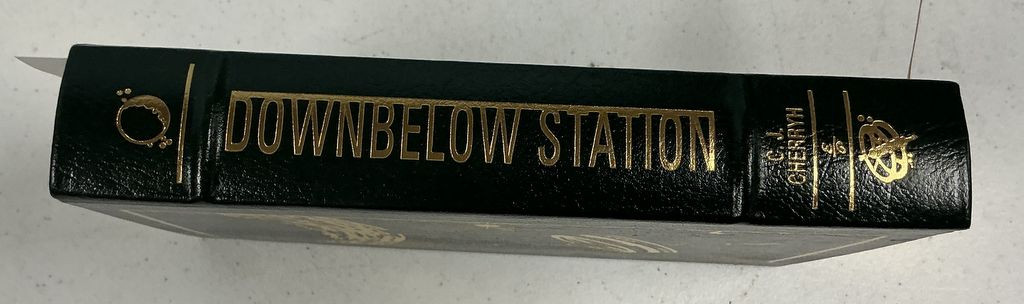 DOWNBELOW STATION
C. J.
CHERRYH